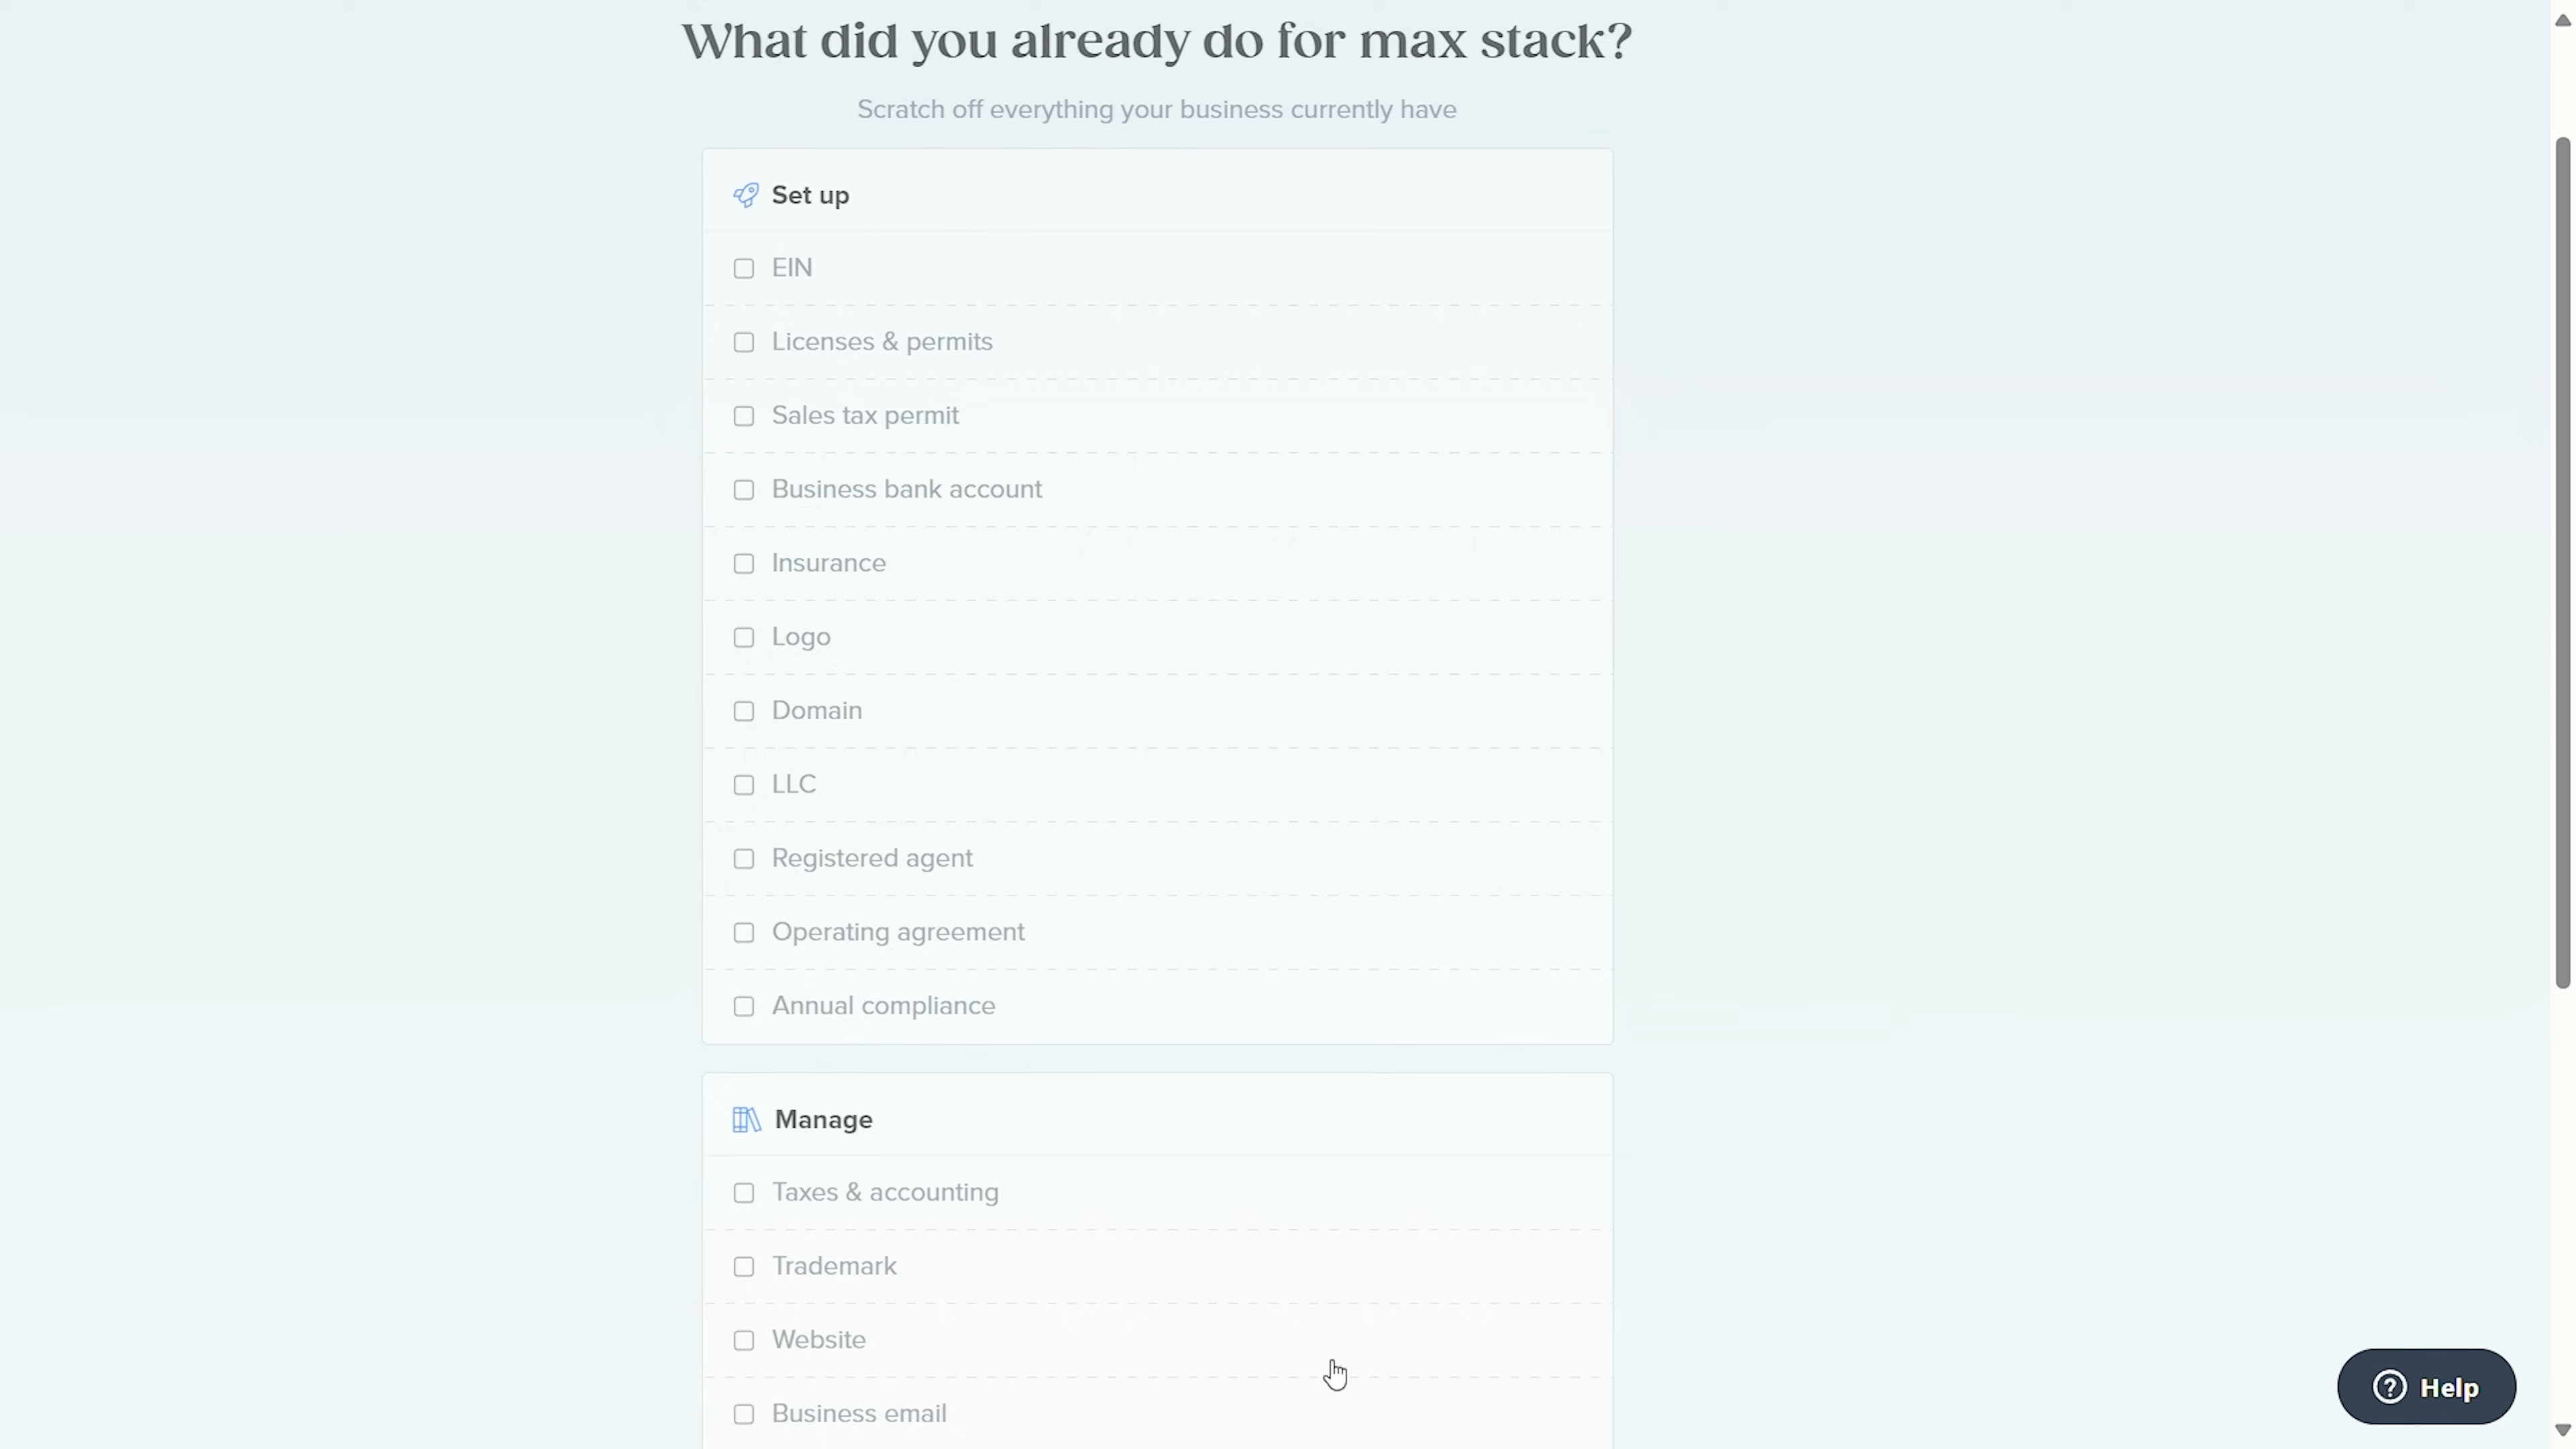 What did you already do for max stack?
Scratch off everything your business currently have
Set up
EIN
Licenses & permits
Sales tax permit
Business bank account
Insurance
Logo
Domain
LLC
Registered agent
Operating agreement
Annual compliance
Manage
Taxes & accounting
Trademark
Website
Business email
Help